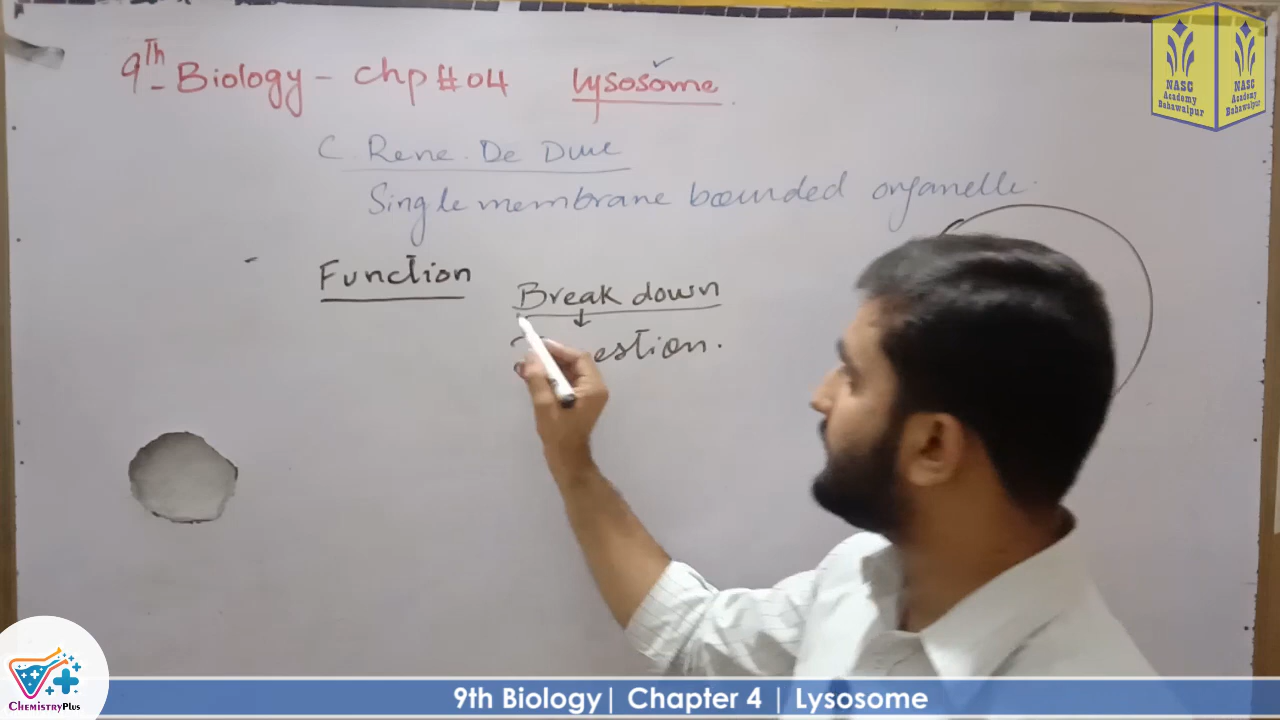 9Th Biology - Chp # 04 Lysosome
C Rene De Duve
Single membrane bounded organelle
Function
Break down
estion.
NASC
Academy
Bahawalpur
NASC
Academy
Bahawalpur
CHEMISTRYPLUS
9th Biology| Chapter 4 | Lysosome